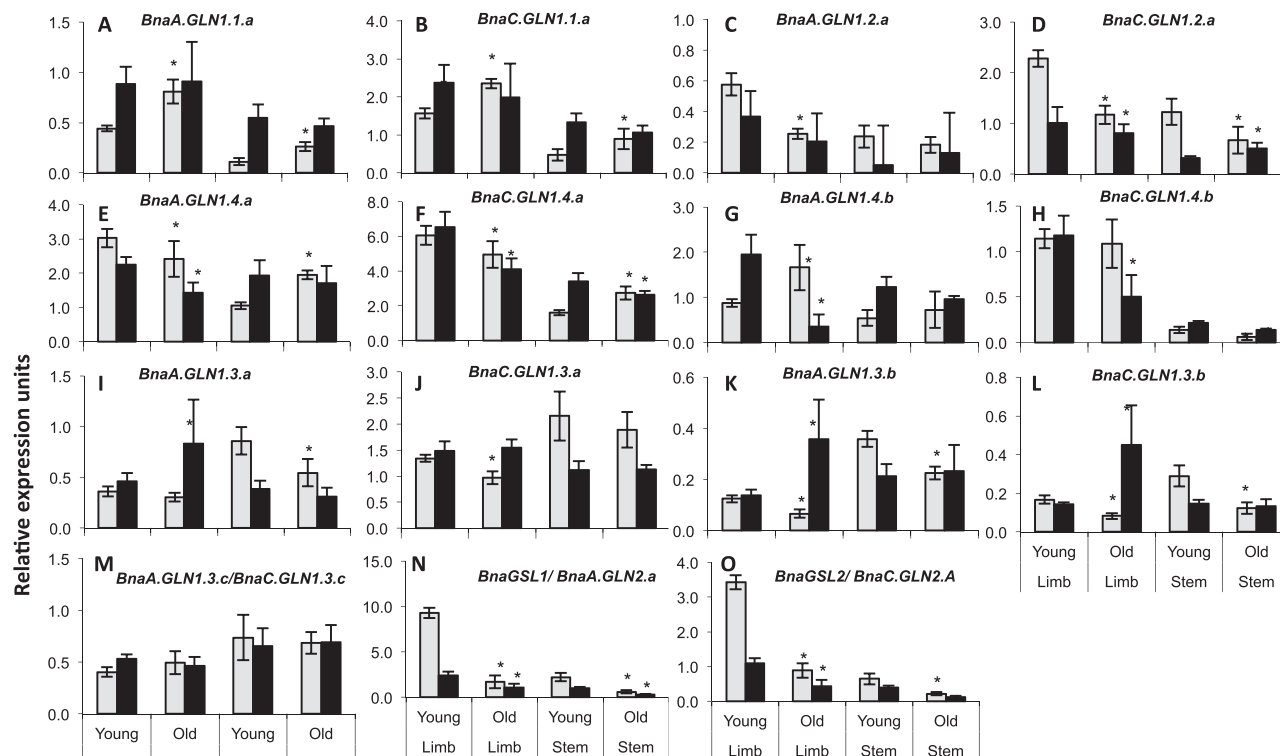 A BnaA.GLN1.1.a
1.5
1.0
0.5
0.0
* *
B BnaC.GLN1.1.a
4.0
3.0
2.0
1.0
0.0
* *
C BnaA.GLN1.2.a
1.0
0.8
0.6
0.4
0.2
0.0
*
D BnaC.GLN1.2.a
3.0
2.0
1.0
0.0
* * * *
E BnaA.GLN1.4.a
4.0
3.0
2.0
1.0
0.0
* * *
F BnaC.GLN1.4.a
8.0
6.0
4.0
2.0
0.0
* * * *
G BnaA.GLN1.4.b
3.0
2.0
1.0
0.0
* *
H BnaC.GLN1.4.b
1.5
1.0
0.5
0.0
*
Relative expression units
I BnaA.GLN1.3.a
1.5
1.0
0.5
0.0
* *
J BnaC.GLN1.3.a
3.0
2.5
2.0
1.5
1.0
0.5
0.0
*
K BnaA.GLN1.3.b
0.6
0.4
0.2
0.0
* * *
L BnaC.GLN1.3.b
0.8
0.6
0.4
0.2
0.0
* * *
Young Old Young Old
Limb Limb Stem Stem
M BnaA.GLN1.3.c/BnaC.GLN1.3.c
1.5
1.0
0.5
0.0
Young Old Young Old
N BnaGSL1/ BnaA.GLN2.a
15.0
10.0
5.0
0.0
* * * *
Young Old Young Old
Limb Limb Stem Stem
O BnaGSL2/ BnaC.GLN2.A
4.0
3.0
2.0
1.0
0.0
* * *
Young Old Young Old
Limb Limb Stem Stem